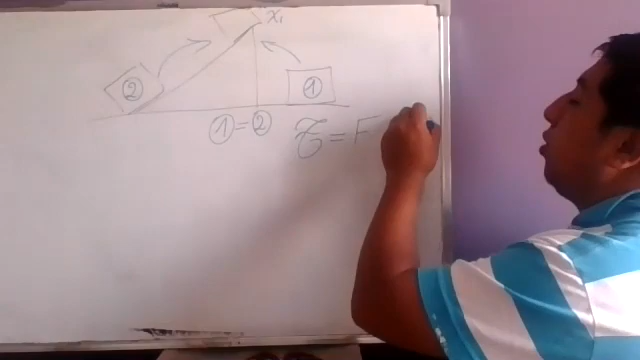 X₁
②
①
①=②
𝒯=F